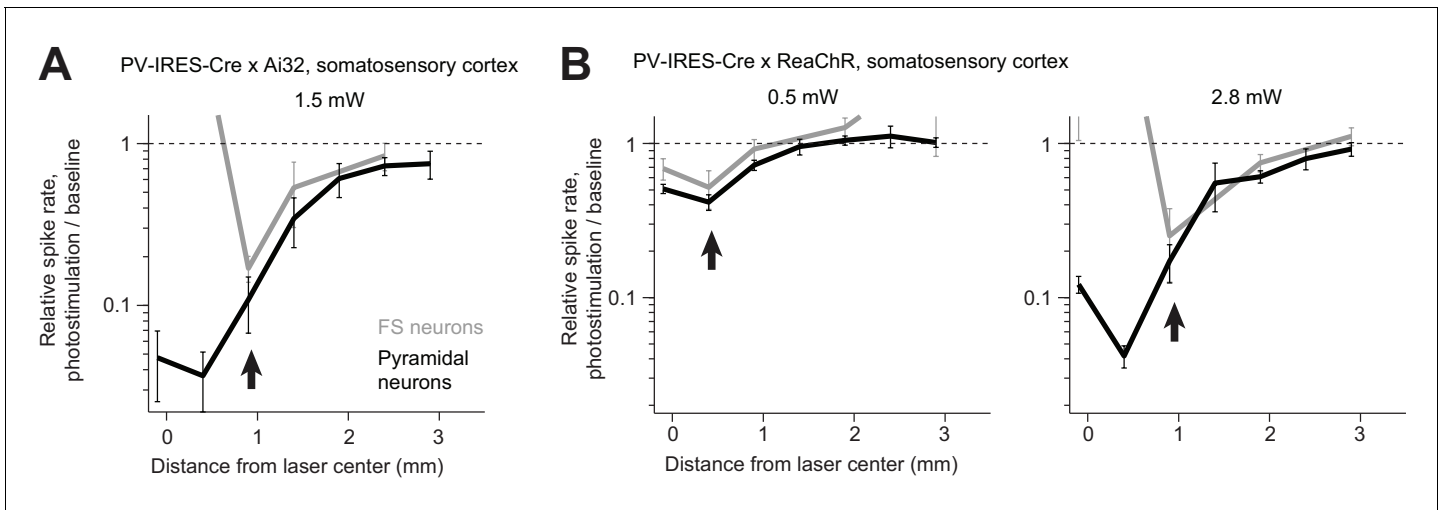 A
PV-IRES-Cre x Ai32, somatosensory cortex
1.5 mW
Relative spike rate,
photostimulation / baseline
1
0.1
FS neurons
Pyramidal
neurons
0 1 2 3
Distance from laser center (mm)
B
PV-IRES-Cre x ReaChR, somatosensory cortex
0.5 mW
Relative spike rate,
photostimulation / baseline
1
0.1
0 1 2 3
Distance from laser center (mm)
2.8 mW
1
0.1
0 1 2 3